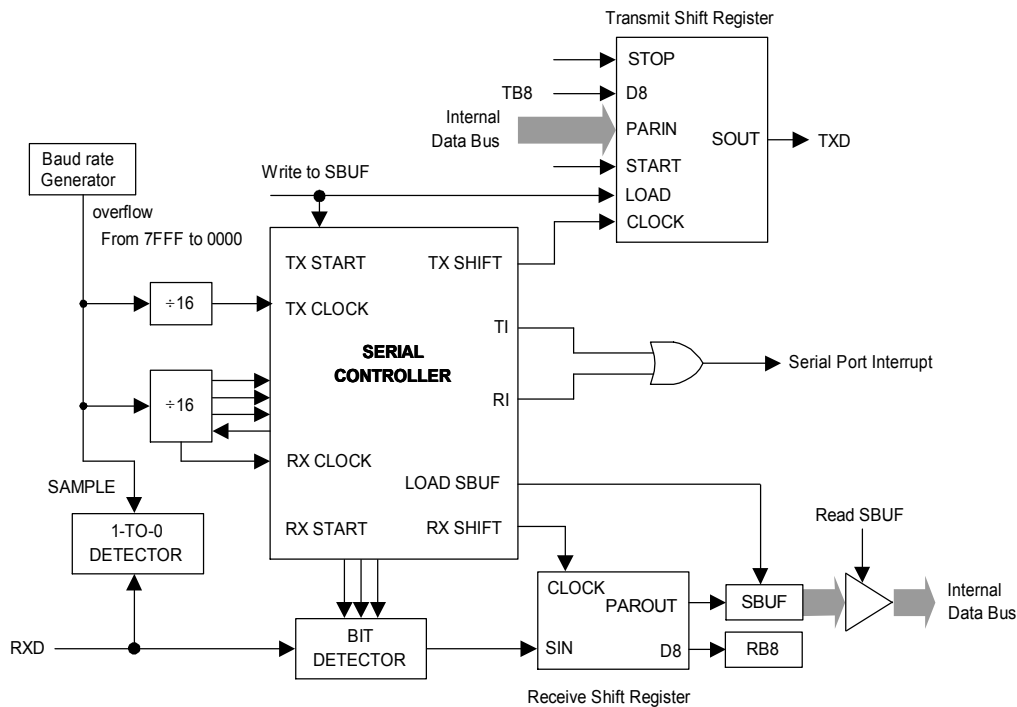 Transmit Shift Register
STOP
TB8
D8
Internal
Data Bus
PARIN
SOUT
TXD
START
LOAD
CLOCK
Baud rate
Generator
Write to SBUF
overflow
From 7FFF to 0000
TX START
TX SHIFT
÷16
TX CLOCK
TI
SERIAL
CONTROLLER
Serial Port Interrupt
RI
÷16
RX CLOCK
SAMPLE
LOAD SBUF
1-TO-0
DETECTOR
RX START
RX SHIFT
Read SBUF
CLOCK
PAROUT
SBUF
Internal
Data Bus
RXD
BIT
DETECTOR
SIN
D8
RB8
Receive Shift Register